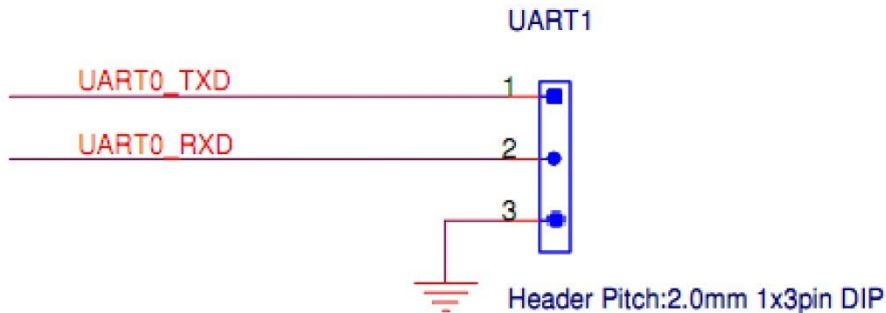 UART1
UART0_TXD
1
UART0_RXD
2
3
Header Pitch:2.0mm 1x3pin DIP